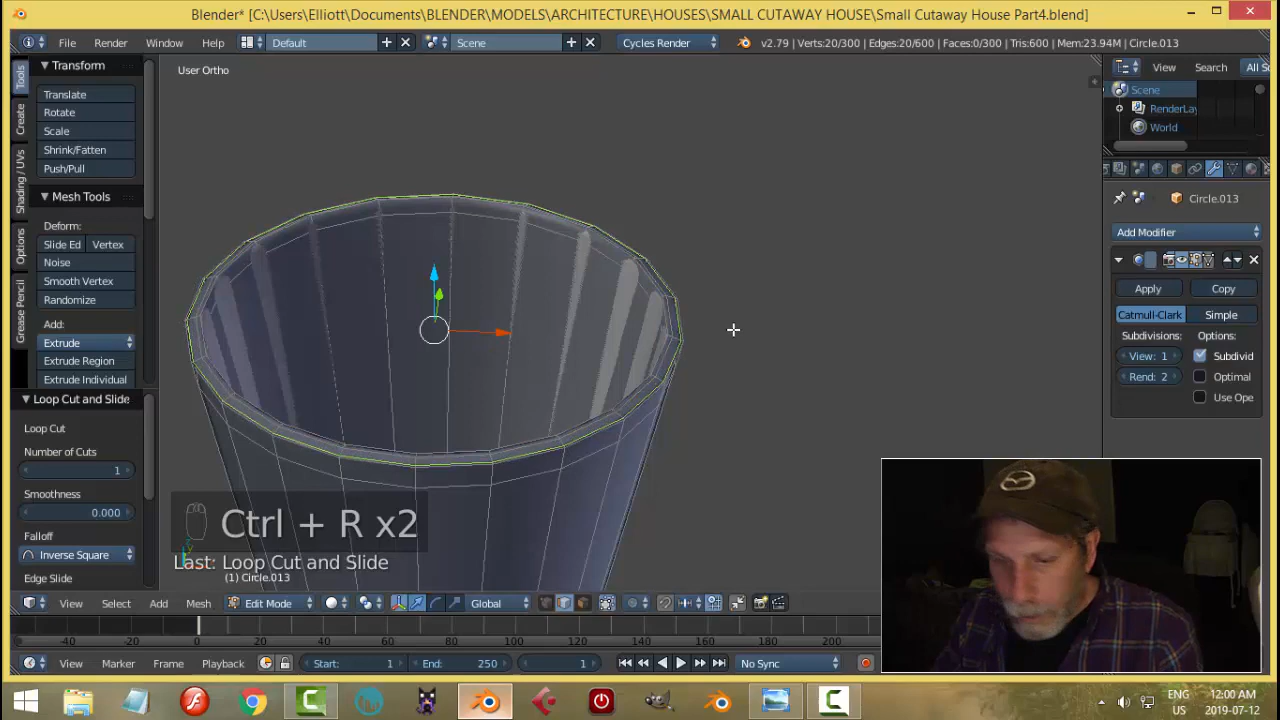 Blender* [C:\Users\Elliott\Documents\BLENDER\MODELS\ARCHITECTURE\HOUSES\SMALL CUTAWAY HOUSE\Small Cutaway House Part4.blend]
File Render Window Help Default Scene Cycles Render v2.79 | Verts:20/300 | Edges:20/600 | Faces:0/300 | Tris:600 | Mem:23.94M | Circle.013
Tools
Create
Shading / UVs
Options
Grease Pencil
Transform
Translate
Rotate
Scale
Shrink/Fatten
Push/Pull
Mesh Tools
Deform:
Slide Ed Vertex
Noise
Smooth Vertex
Randomize
Add:
Extrude
Extrude Region
Extrude Individual
Loop Cut and Slide
Loop Cut
Number of Cuts
1
Smoothness
0.000
Falloff
Inverse Square
Edge Slide
User Ortho
Ctrl + R x2
Last: Loop Cut and Slide
(1) Circle.013
View Search All S
Scene
RenderLay
World
Circle.013
Add Modifier
Apply Copy
Catmull-Clark Simple
Subdivisions: Options:
View: 1 Subdivid
Rend: 2 Optimal
Use Ope
View Select Add Mesh Edit Mode Global
-40 -20 0 20 40 60 80 100 120 140 160 180 200
View Marker Frame Playback Start: 1 End: 250 1 No Sync
ENG
US
12:00 AM
2019-07-12